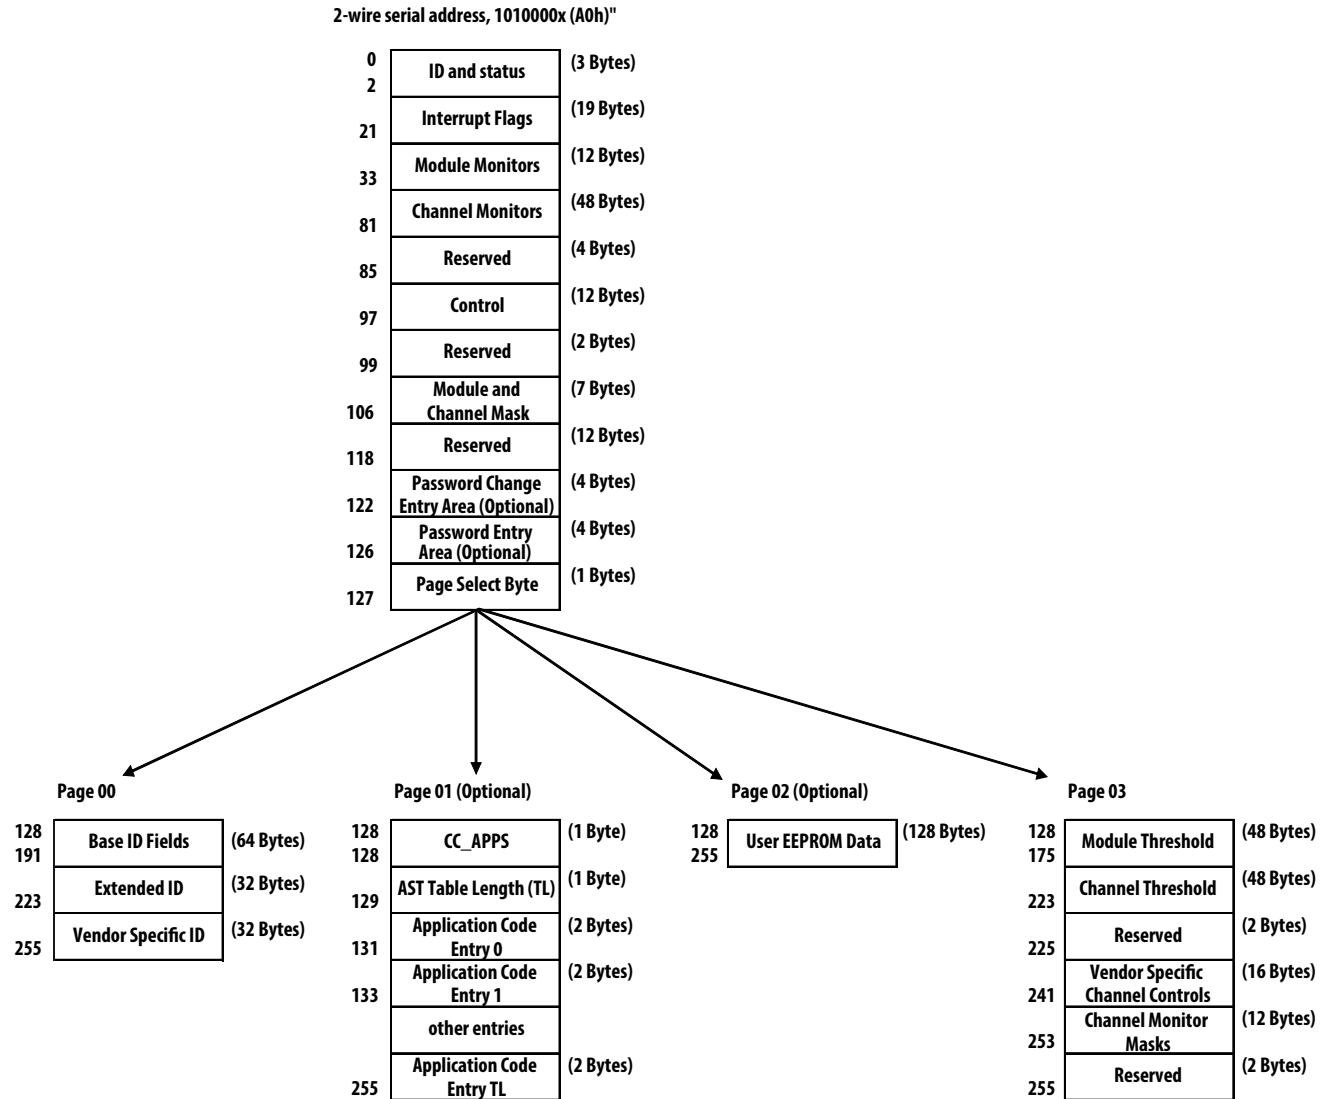 2-wire serial address, 1010000x (A0h)"
0
2
ID and status
(3 Bytes)
21
Interrupt Flags
(19 Bytes)
33
Module Monitors
(12 Bytes)
81
Channel Monitors
(48 Bytes)
85
Reserved
(4 Bytes)
97
Control
(12 Bytes)
99
Reserved
(2 Bytes)
106
Module and
Channel Mask
(7 Bytes)
118
Reserved
(12 Bytes)
122
Password Change
Entry Area (Optional)
(4 Bytes)
126
Password Entry
Area (Optional)
(4 Bytes)
127
Page Select Byte
(1 Bytes)
Page 00
128
191
Base ID Fields
(64 Bytes)
223
Extended ID
(32 Bytes)
255
Vendor Specific ID
(32 Bytes)
Page 01 (Optional)
128
128
CC_APPS
(1 Byte)
129
AST Table Length (TL)
(1 Byte)
131
Application Code
Entry 0
(2 Bytes)
133
Application Code
Entry 1
(2 Bytes)
other entries
255
Application Code
Entry TL
(2 Bytes)
Page 02 (Optional)
128
255
User EEPROM Data
(128 Bytes)
Page 03
128
175
Module Threshold
(48 Bytes)
223
Channel Threshold
(48 Bytes)
225
Reserved
(2 Bytes)
241
Vendor Specific
Channel Controls
(16 Bytes)
253
Channel Monitor
Masks
(12 Bytes)
255
Reserved
(2 Bytes)